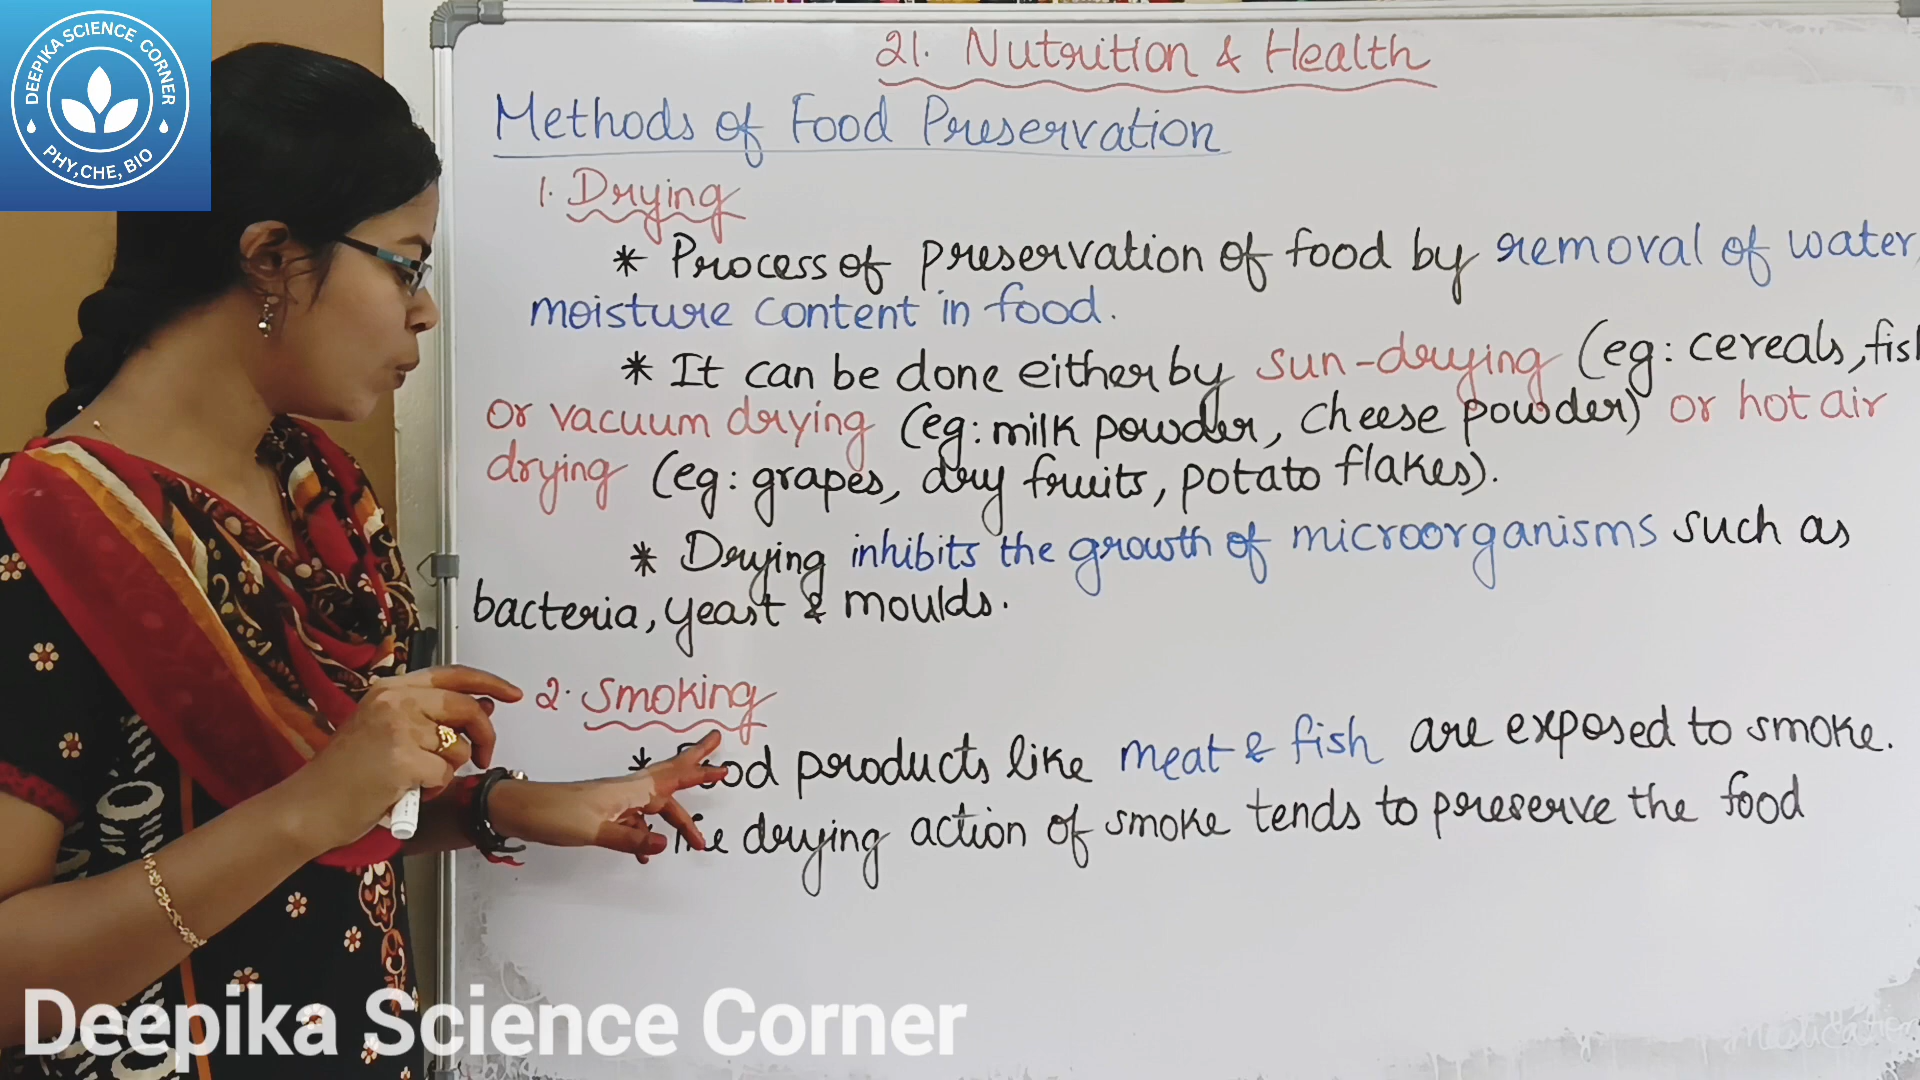 DEEPIKA SCIENCE CORNER
PHY,CHE, BIO
21. Nutrition & Health
Methods of Food Preservation
1. Drying
* Process of preservation of food by removal of water,
moisture content in food.
* It can be done either by sun-drying (eg: cereals, fish
or vacuum drying (eg: milk powder, cheese powder) or hot air
drying (eg: grapes, dry fruits, potato flakes).
* Drying inhibits the growth of microorganisms such as
bacteria, yeast & moulds.
2. Smoking
* Food products like meat & fish are exposed to smoke.
* The drying action of smoke tends to preserve the food
Deepika Science Corner